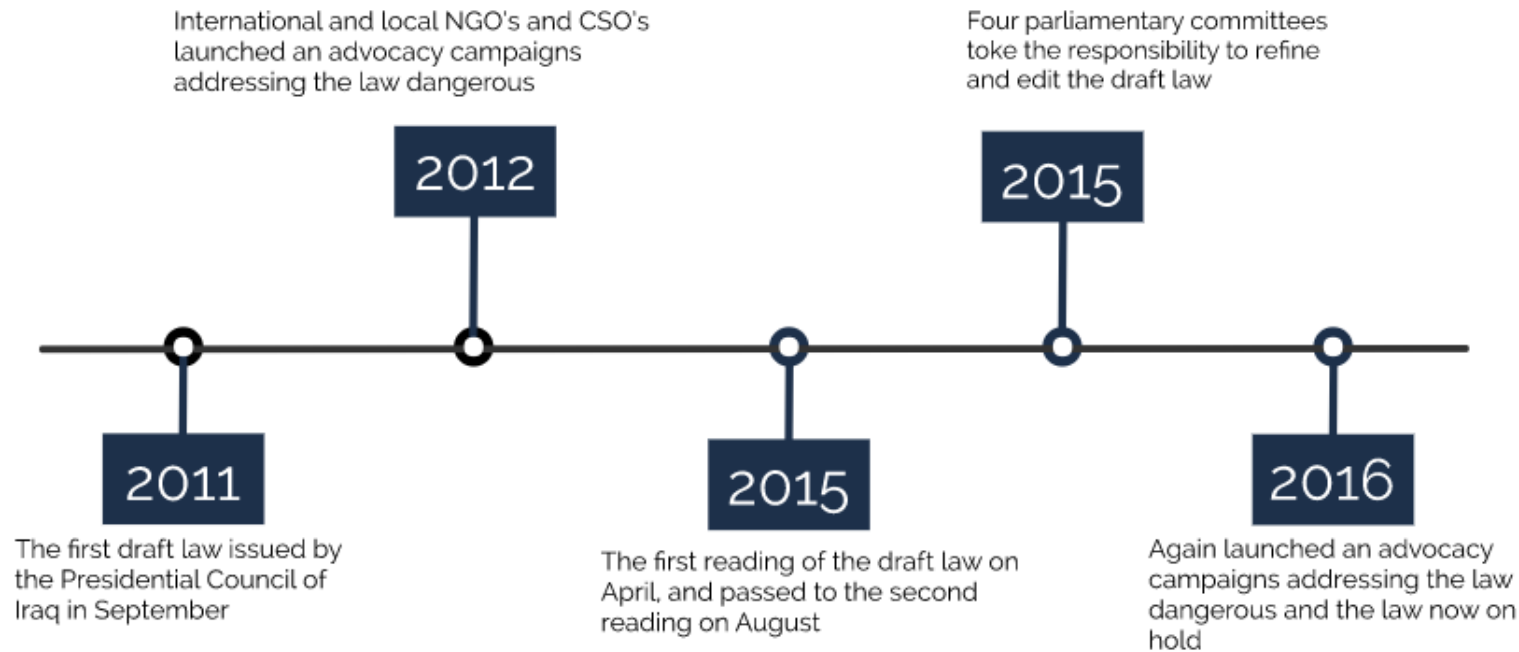 International and local NGO's and CSO's
launched an advocacy campaigns
addressing the law dangerous
Four parliamentary committees
toke the responsibility to refine
and edit the draft law
2012
2015
2011
The first draft law issued by
the Presidential Council of
Iraq in September
2015
The first reading of the draft law on
April, and passed to the second
reading on August
2016
Again launched an advocacy
campaigns addressing the law
dangerous and the law now on
hold